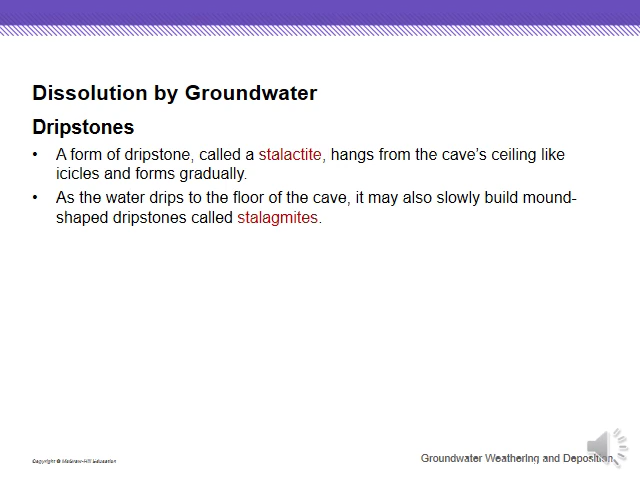 Dissolution by Groundwater
Dripstones
• A form of dripstone, called a stalactite, hangs from the cave's ceiling like
icicles and forms gradually.
• As the water drips to the floor of the cave, it may also slowly build mound-
shaped dripstones called stalagmites.
Copyright © McGraw-Hill Education
Groundwater Weathering and Deposition